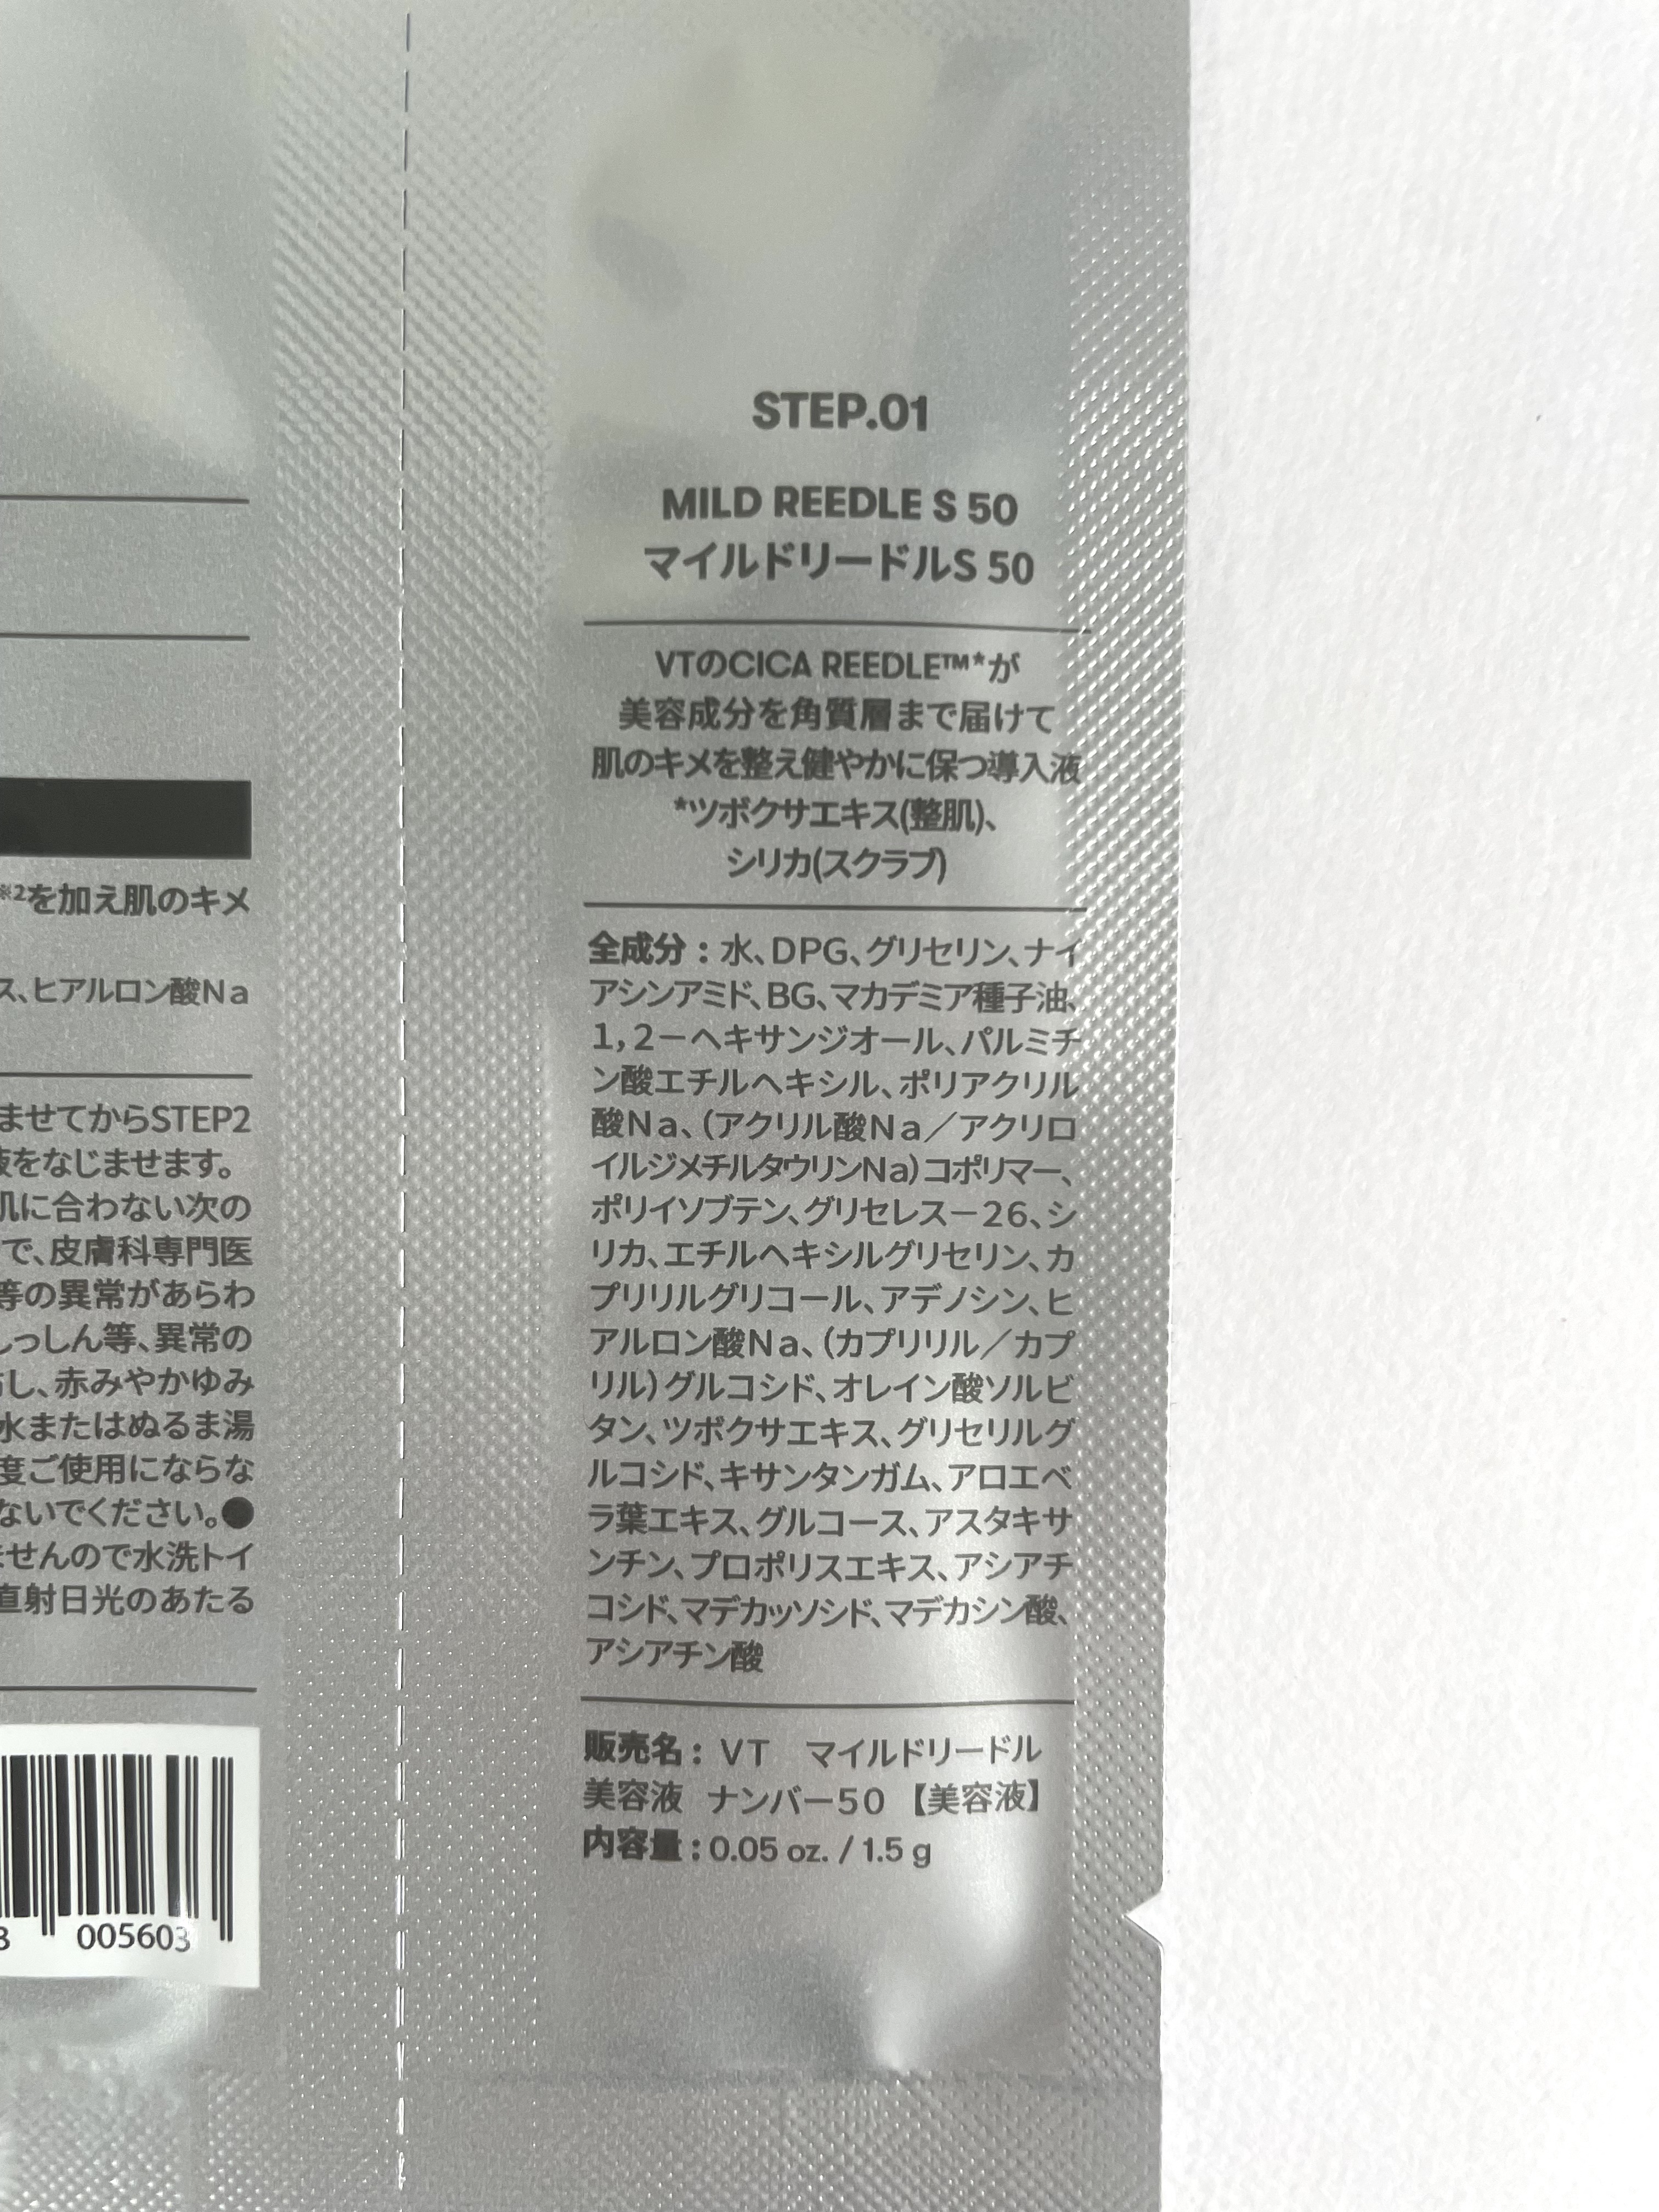 ※2を加え肌のキメ
ス、ヒアルロン酸Na
ませてからSTEP2
液をなじませます。
肌に合わない次の
で、皮膚科専門医
等の異常があらわ
しっしん等、異常の
し、赤みやかゆみ
水またはぬるま湯
度ご使用にならな
ないでください。●
ませんので水洗トイ
直射日光のあたる
8 005603
STEP.01
MILD REEDLE S 50
マイルドリードルS 50
VTのCICA REEDLE™*が
美容成分を角質層まで届けて
肌のキメを整え健やかに保つ導入液
*ツボクサエキス(整肌)、
シリカ(スクラブ)
全成分：水、DPG、グリセリン、ナイ
アシンアミド、BG、マカデミア種子油、
1,2－ヘキサンジオール、パルミチ
ン酸エチルヘキシル、ポリアクリル
酸Na、(アクリル酸Na／アクリロ
イルジメチルタウリンNa)コポリマー、
ポリイソブテン、グリセレス－26、シ
リカ、エチルヘキシルグリセリン、カ
プリリルグリコール、アデノシン、ヒ
アルロン酸Na、(カプリリル／カプ
リル)グルコシド、オレイン酸ソルビ
タン、ツボクサエキス、グリセリルグ
ルコシド、キサンタンガム、アロエベ
ラ葉エキス、グルコース、アスタキサ
ンチン、プロポリスエキス、アシアチ
コシド、マデカッソシド、マデカシン酸、
アシアチン酸
販売名：VT　マイルドリードル
美容液 ナンバー50【美容液】
内容量：0.05 oz. / 1.5 g